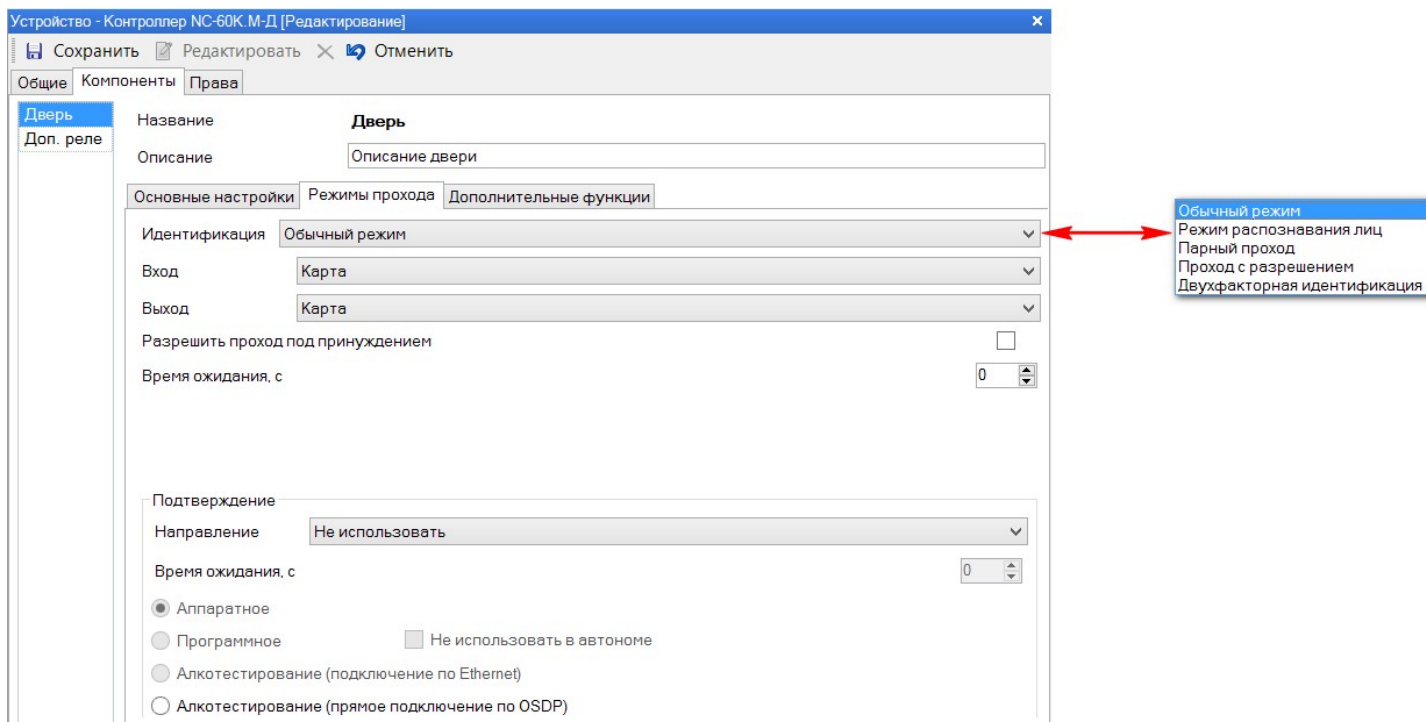 Устройство - Контроллер NC-60K.M-Д [Редактирование]
Сохранить Редактировать Отменить
Общие Компоненты Права
Дверь
Доп. реле
Название Дверь
Описание Описание двери
Основные настройки Режимы прохода Дополнительные функции
Идентификация Обычный режим
Вход Карта
Выход Карта
Разрешить проход под принуждением
Время ожидания, с 0
Подтверждение
Направление Не использовать
Время ожидания, с 0
Аппаратное
Программное Не использовать в автономе
Алкотестирование (подключение по Ethernet)
Алкотестирование (прямое подключение по OSDP)
Обычный режим
Режим распознавания лиц
Парный проход
Проход с разрешением
Двухфакторная идентификация